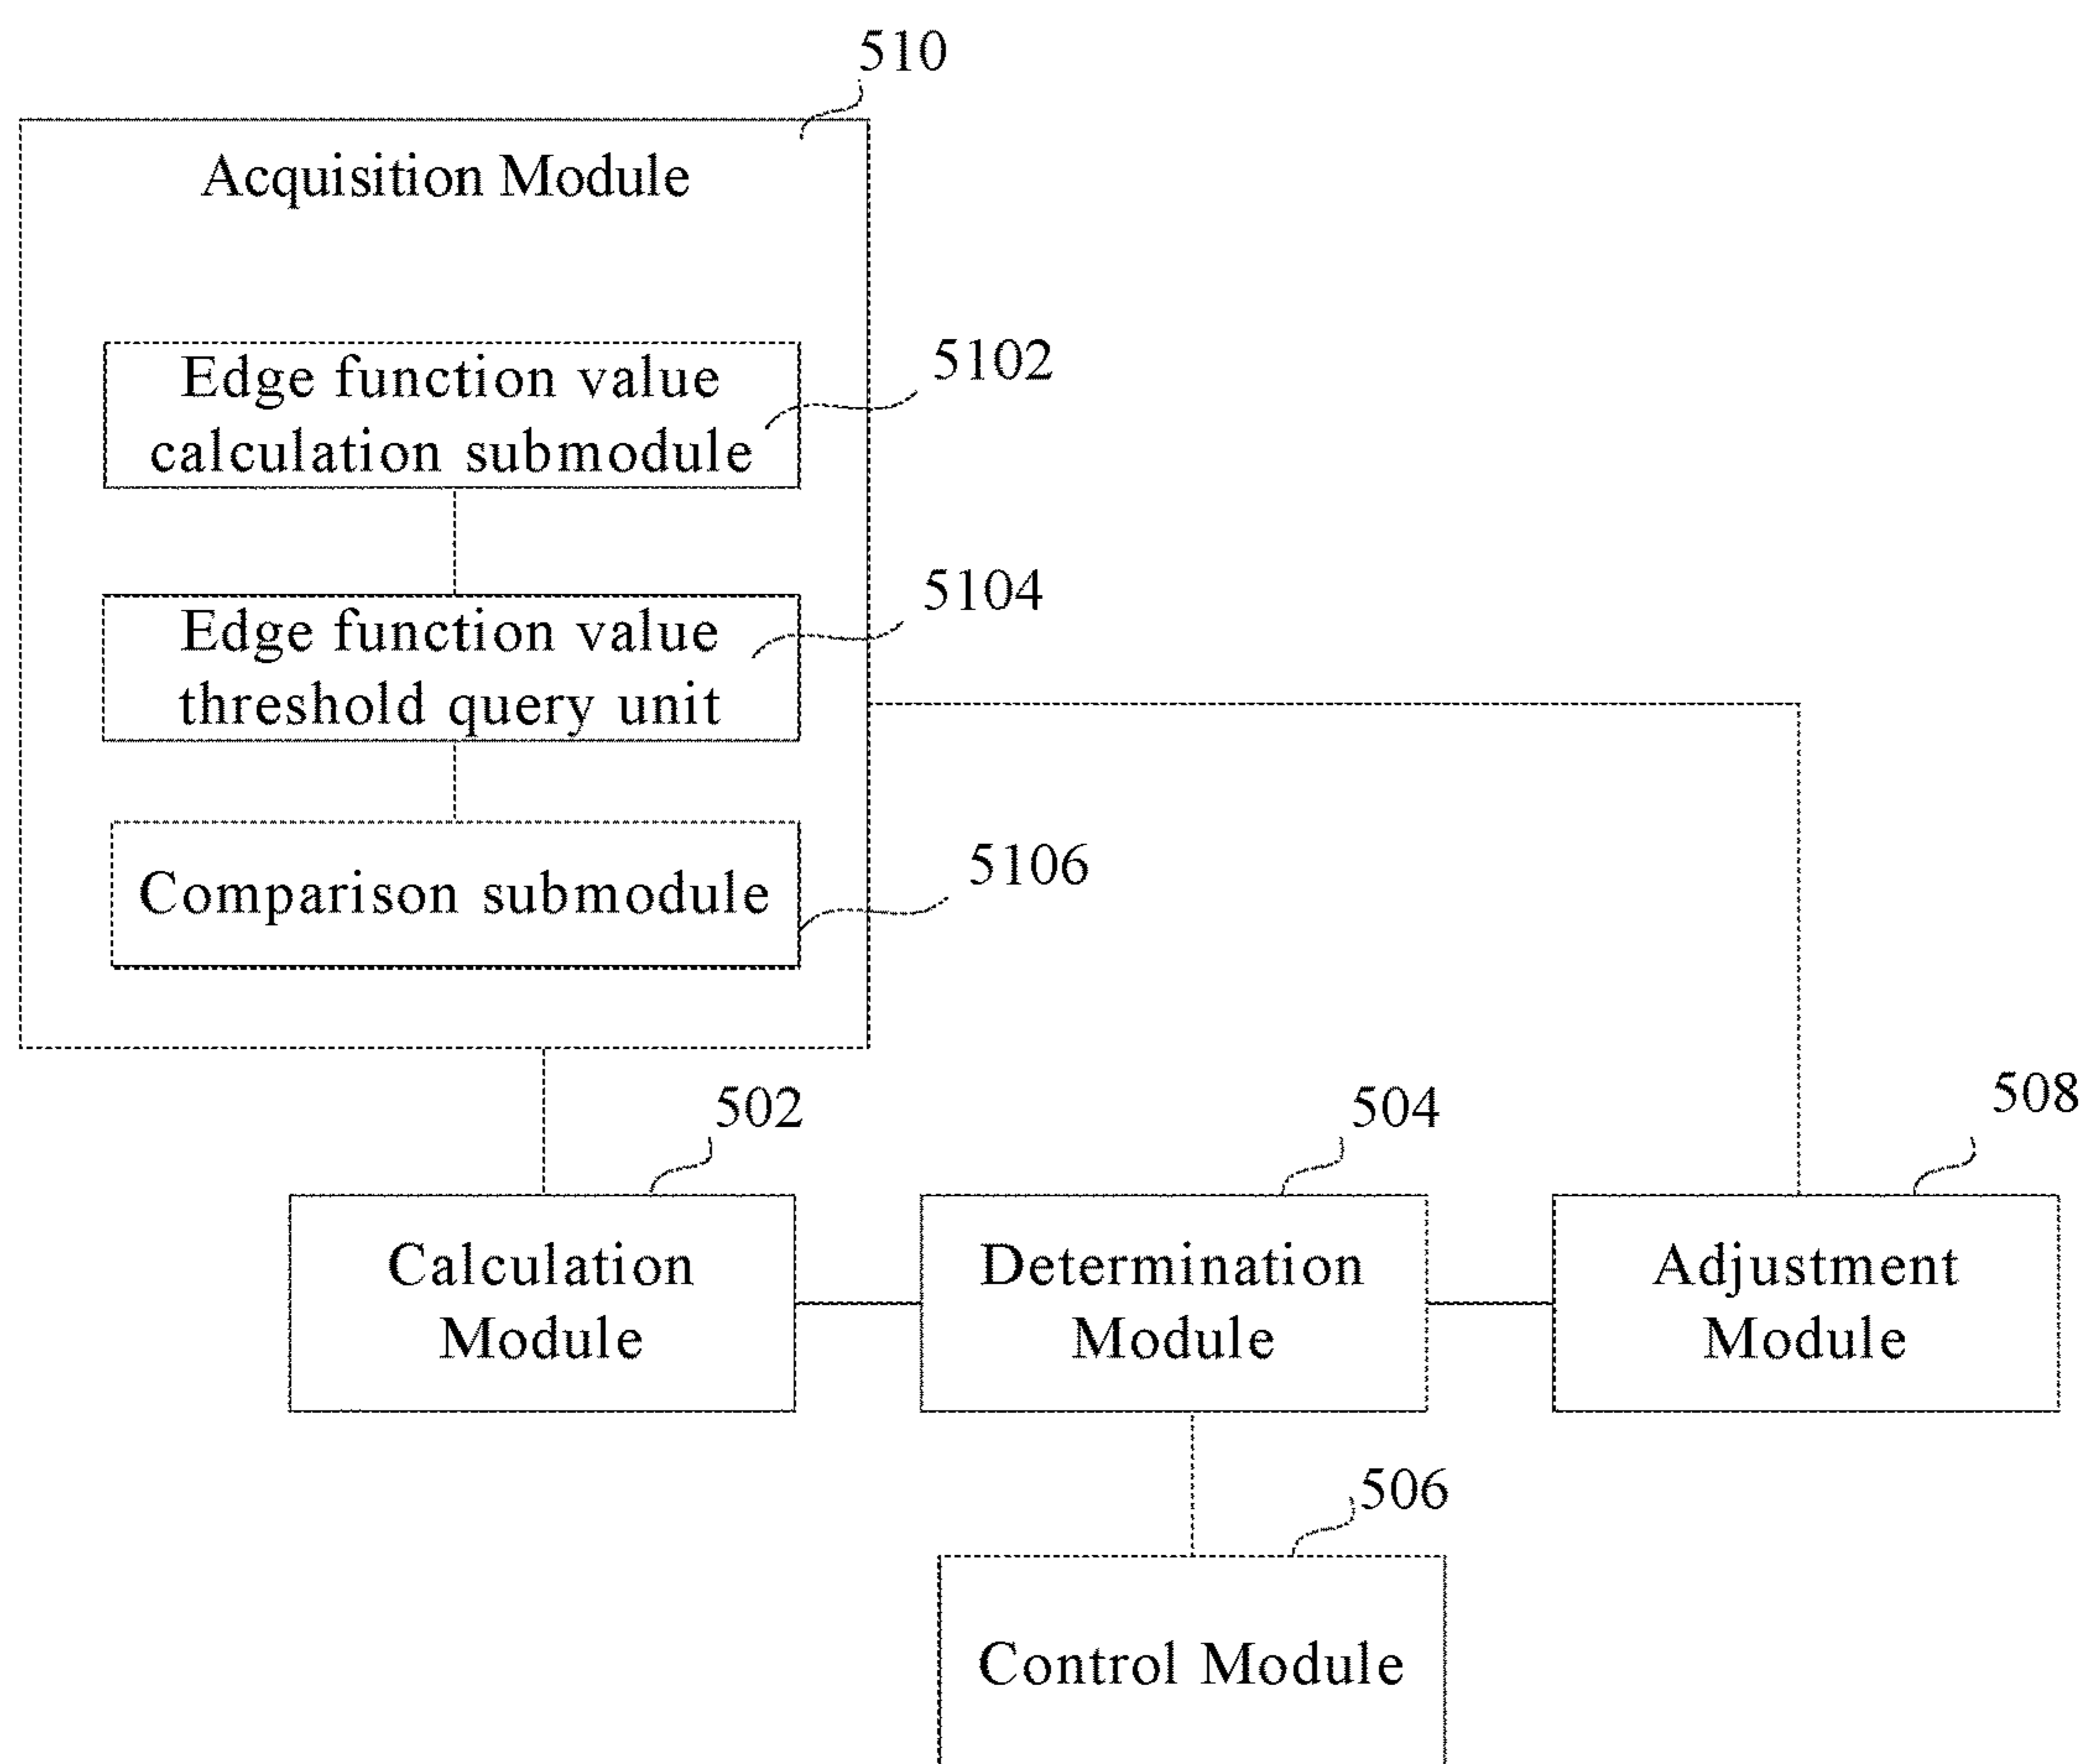 510
Acquisition Module
Edge function value
calculation submodule
5102
Edge function value
threshold query unit
5104
Comparison submodule
5106
502
504
508
Calculation
Module
Determination
Module
Adjustment
Module
506
Control Module